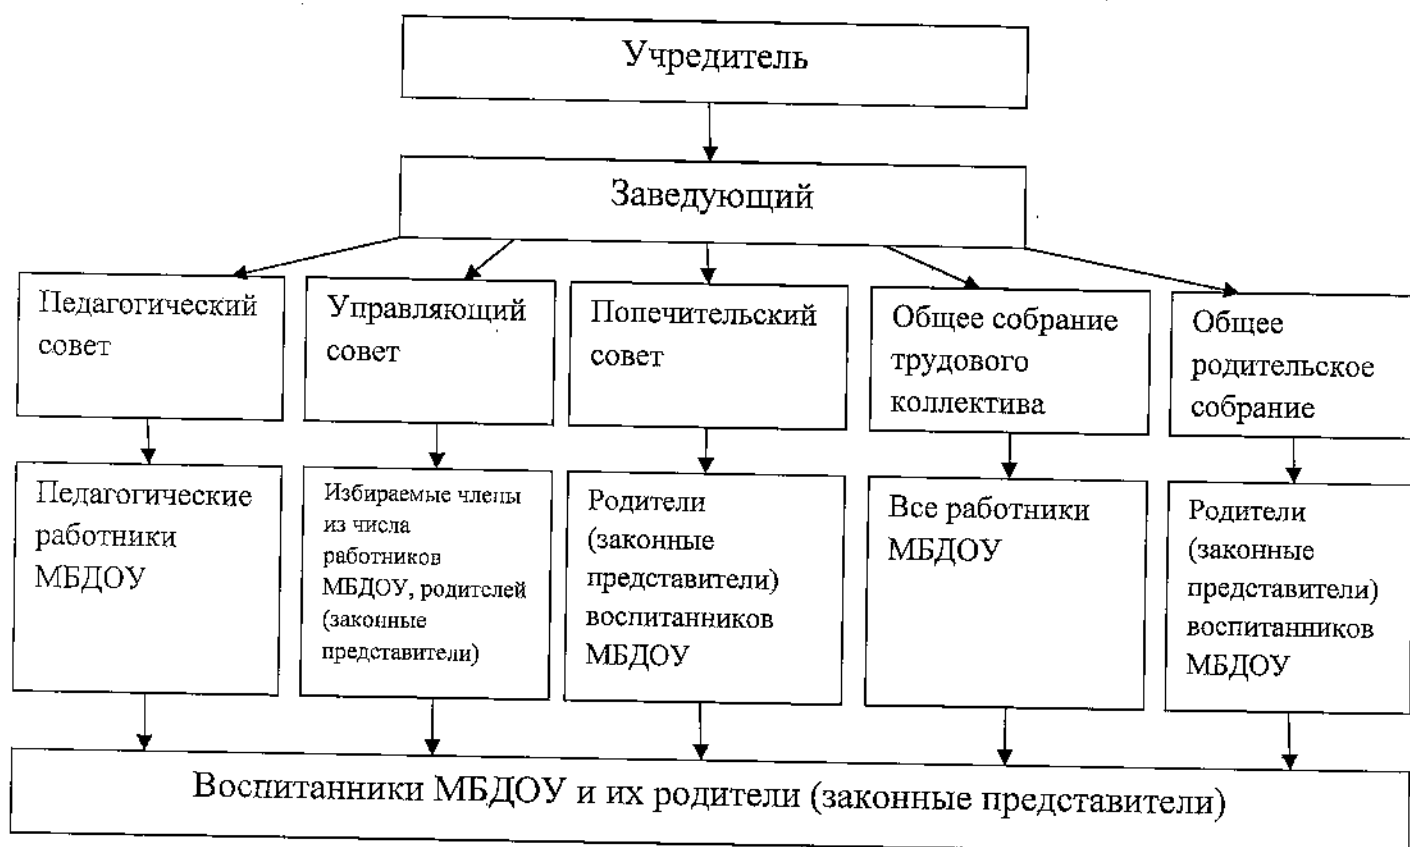 Учредитель
Заведующий
Педагогический
совет
Управляющий
совет
Попечительский
совет
Общее собрание
трудового
коллектива
Общее
родительское
собрание
Педагогические
работники
МБДОУ
Избираемые члены
из числа
работников
МБДОУ, родителей
(законные
представители)
Родители
(законные
представители)
воспитанников
МБДОУ
Все работники
МБДОУ
Родители
(законные
представители)
воспитанников
МБДОУ
Воспитанники МБДОУ и их родители (законные представители)